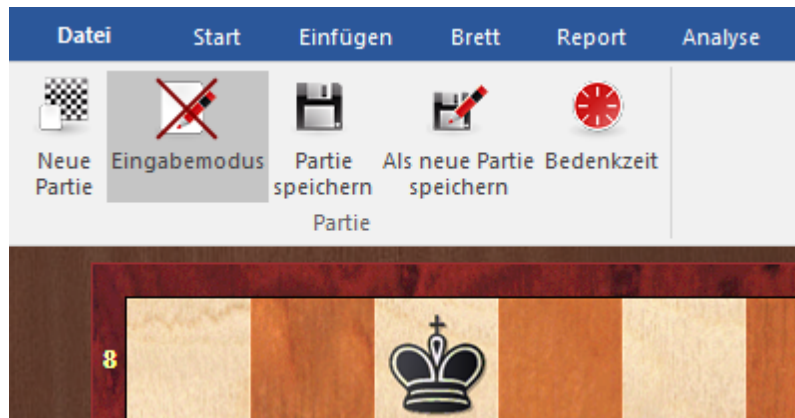 Datei Start Einfügen Brett Report Analyse
Neue Eingabemodus Partie Als neue Partie Bedenkzeit
Partie speichern speichern
Partie
8